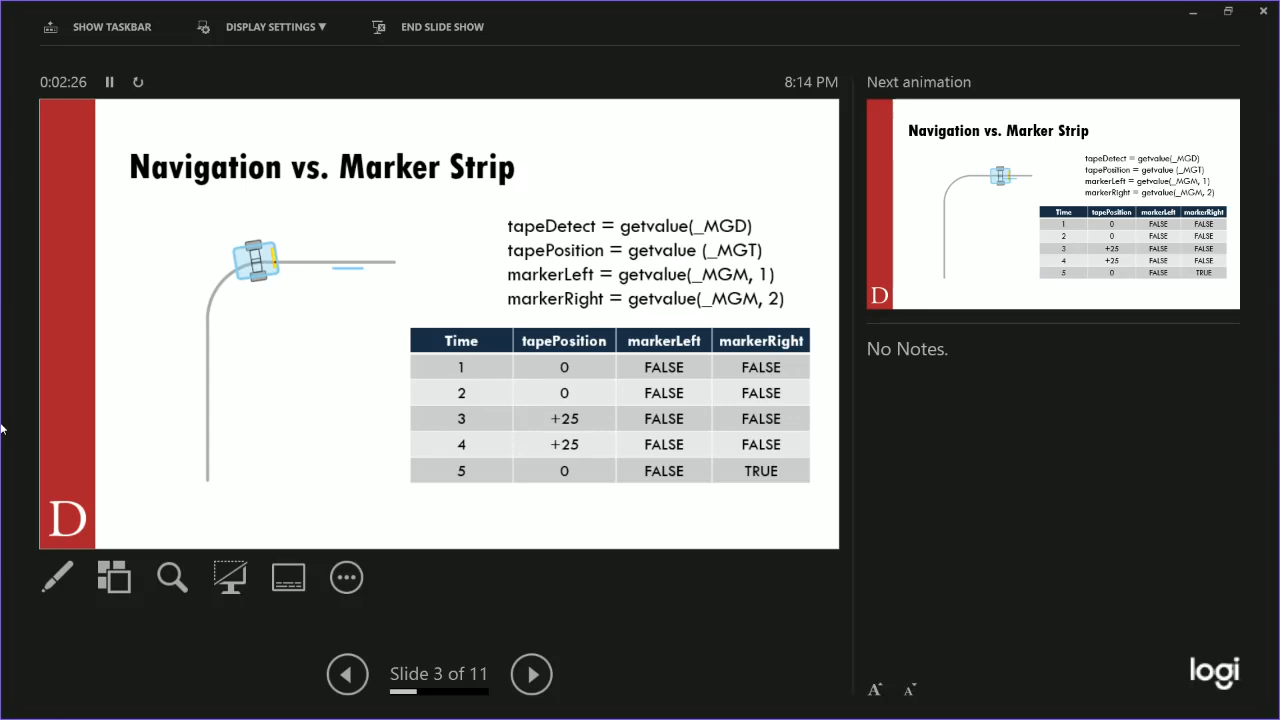 SHOW TASKBAR
DISPLAY SETTINGS ▼
END SLIDE SHOW
0:02:26
8:14 PM
Navigation vs. Marker Strip
tapeDetect = getvalue(_MGD)
tapePosition = getvalue (_MGT)
markerLeft = getvalue(_MGM, 1)
markerRight = getvalue(_MGM, 2)
Time tapePosition markerLeft markerRight
1 0 FALSE FALSE
2 0 FALSE FALSE
3 +25 FALSE FALSE
4 +25 FALSE FALSE
5 0 FALSE TRUE
D
Slide 3 of 11
Next animation
Navigation vs. Marker Strip
tapeDetect = getvalue(_MGD)
tapePosition = getvalue (_MGT)
markerLeft = getvalue(_MGM, 1)
markerRight = getvalue(_MGM, 2)
Time tapePosition markerLeft markerRight
1 0 FALSE FALSE
2 0 FALSE FALSE
3 +25 FALSE FALSE
4 +25 FALSE FALSE
5 0 FALSE TRUE
D
No Notes.
A A
logi